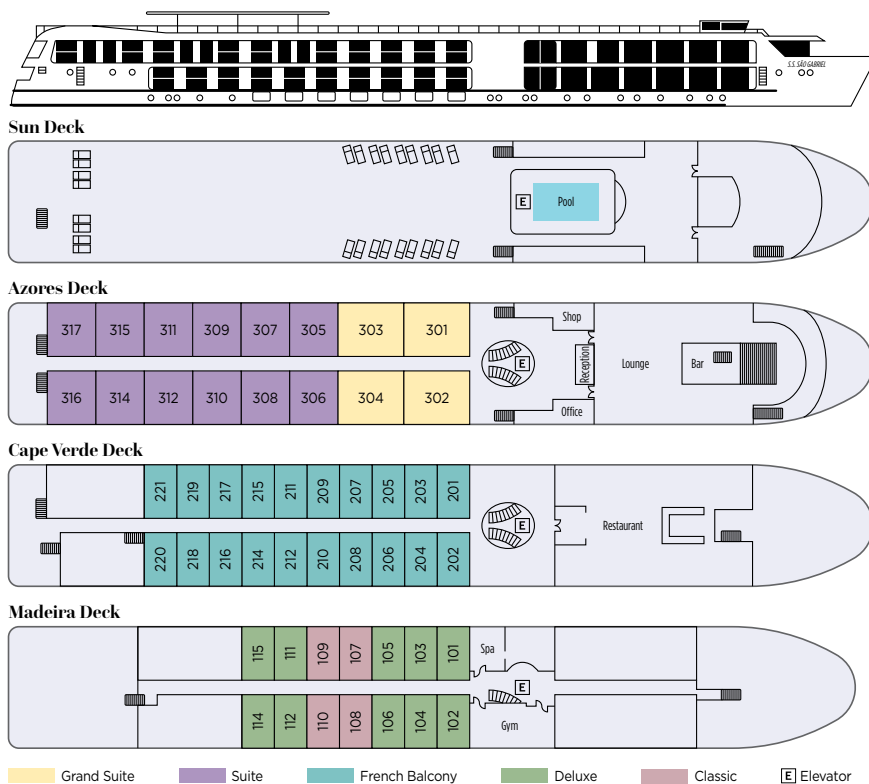 S.S. SÃO GABRIEL
Sun Deck
E Pool
Azores Deck
317 315 311 309 307 305 303 301
Shop
E Reception Lounge Bar
316 314 312 310 308 306 304 302
Office
Cape Verde Deck
221 219 217 215 211 209 207 205 203 201
E Restaurant
220 218 216 214 212 210 208 206 204 202
Madeira Deck
115 111 109 107 105 103 101
Spa
E
114 112 110 108 106 104 102
Gym
Grand Suite Suite French Balcony Deluxe Classic E Elevator